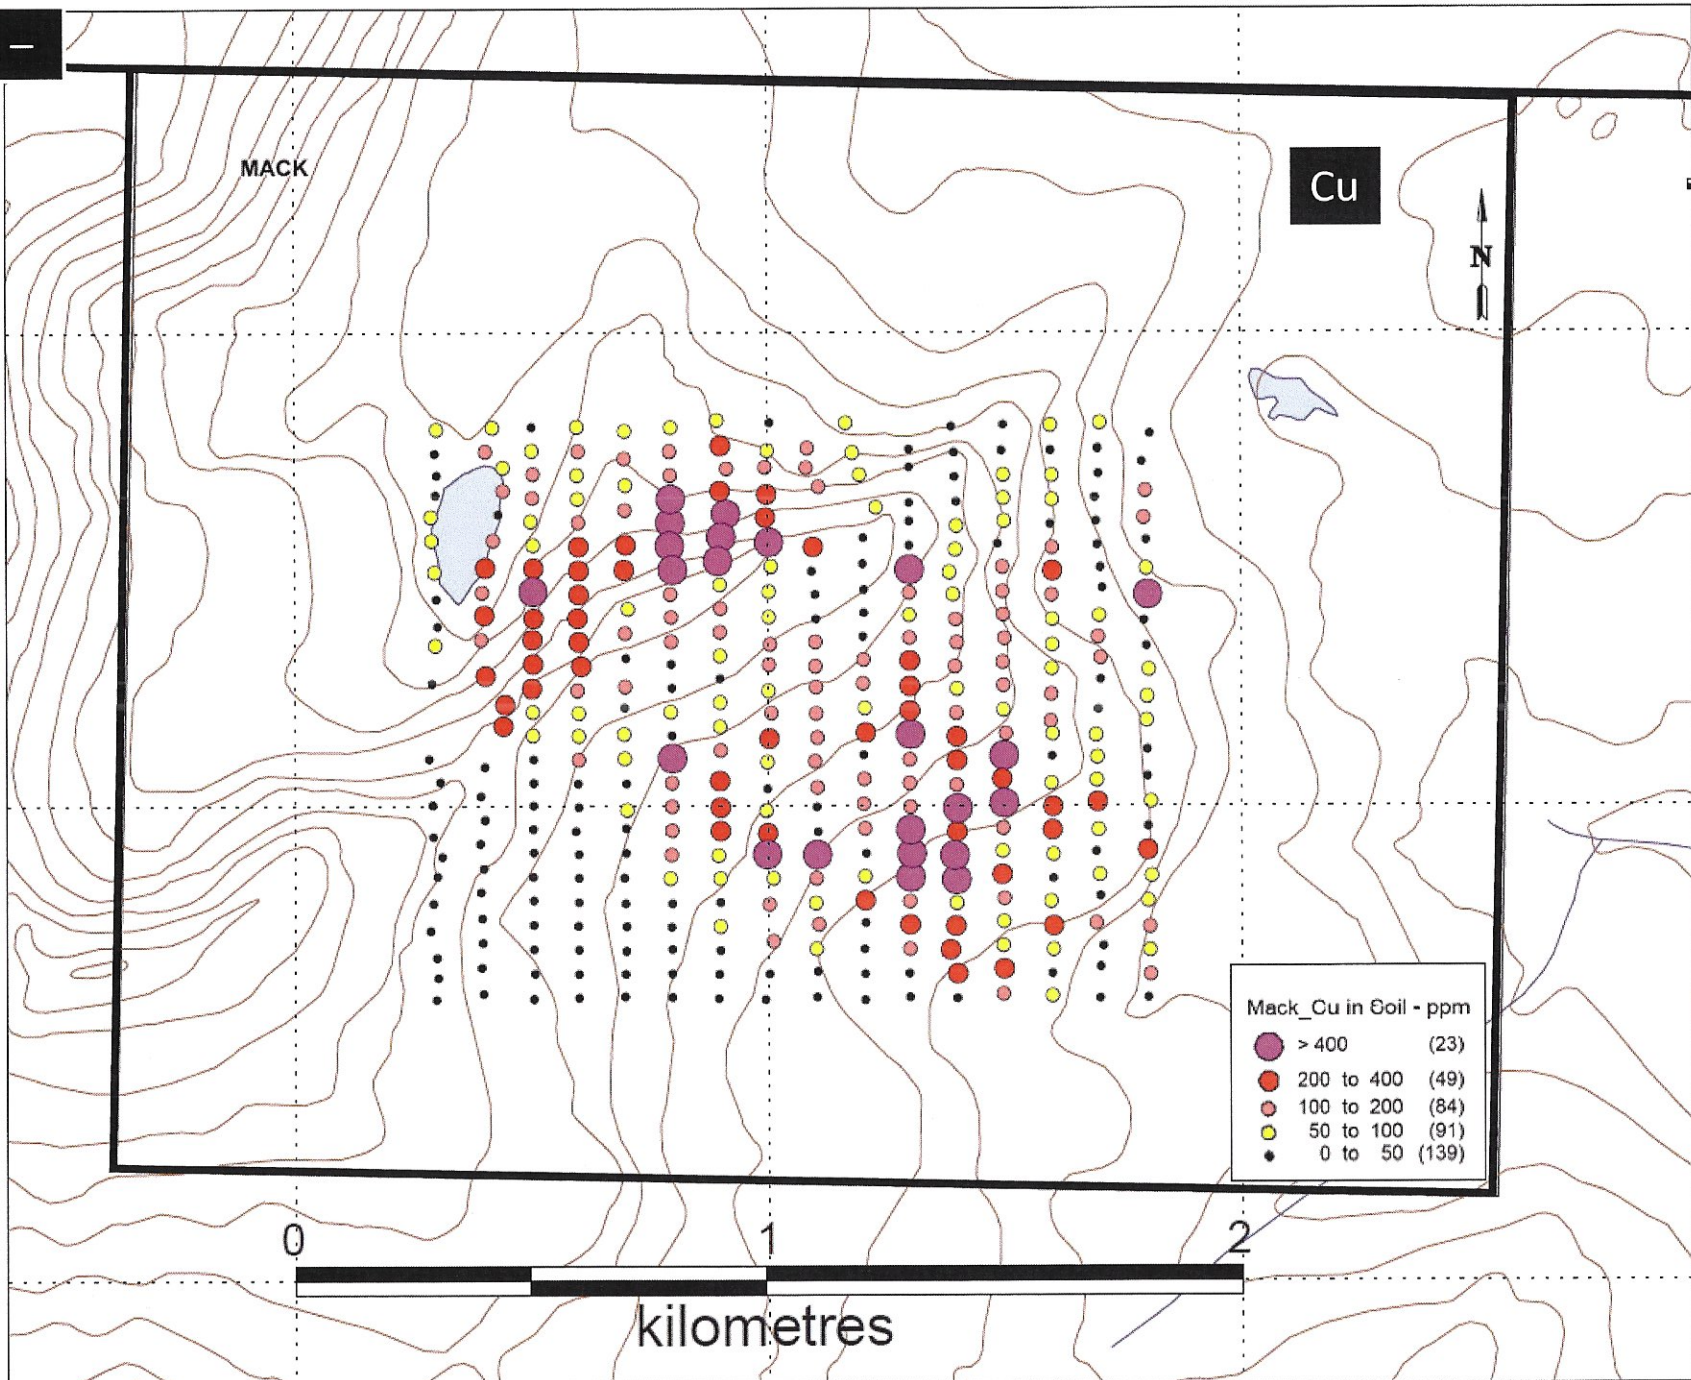 –
MACK
Cu
N
Mack_Cu in Soil - ppm
> 400 (23)
200 to 400 (49)
100 to 200 (84)
50 to 100 (91)
0 to 50 (139)
0 1 2
kilometres